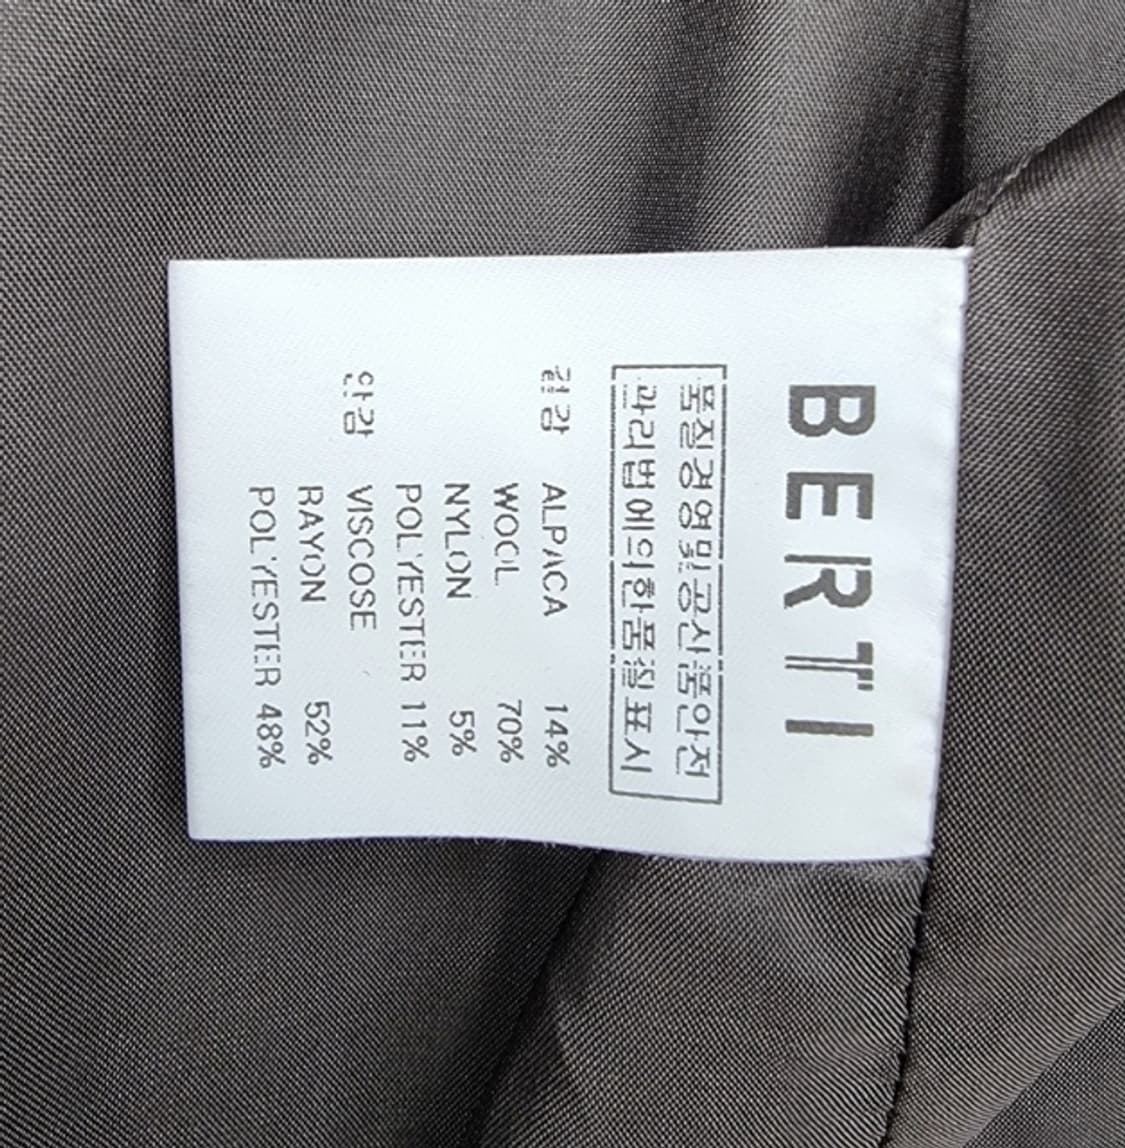 BERTI
품질경영및공산품안전
관리법에의한품질표시
겉감 ALPACA 14%
WOOL 70%
NYLON 5%
POLYESTER 11%
안감 VISCOSE
RAYON 52%
POLYESTER 48%